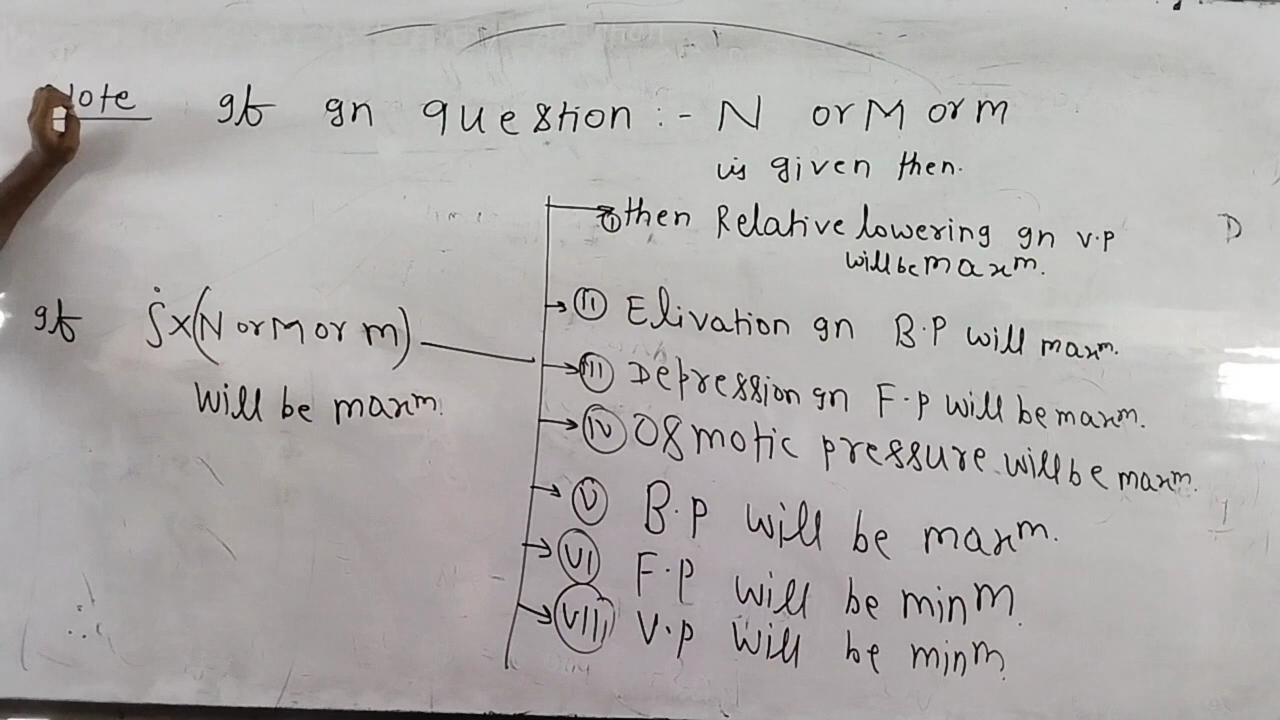 Note If In question :- N or M or m
is given then.
① then Relative lowering In v.p
will be maxm.
If i x (N or M or m)
will be maxm.
(II) Elivation In B.P will maxm.
(III) Depression In F.P will be maxm.
(IV) Osmotic pressure will be maxm.
(V) B.P will be maxm.
(VI) F.P will be minm.
(VII) V.p will be minm.
D